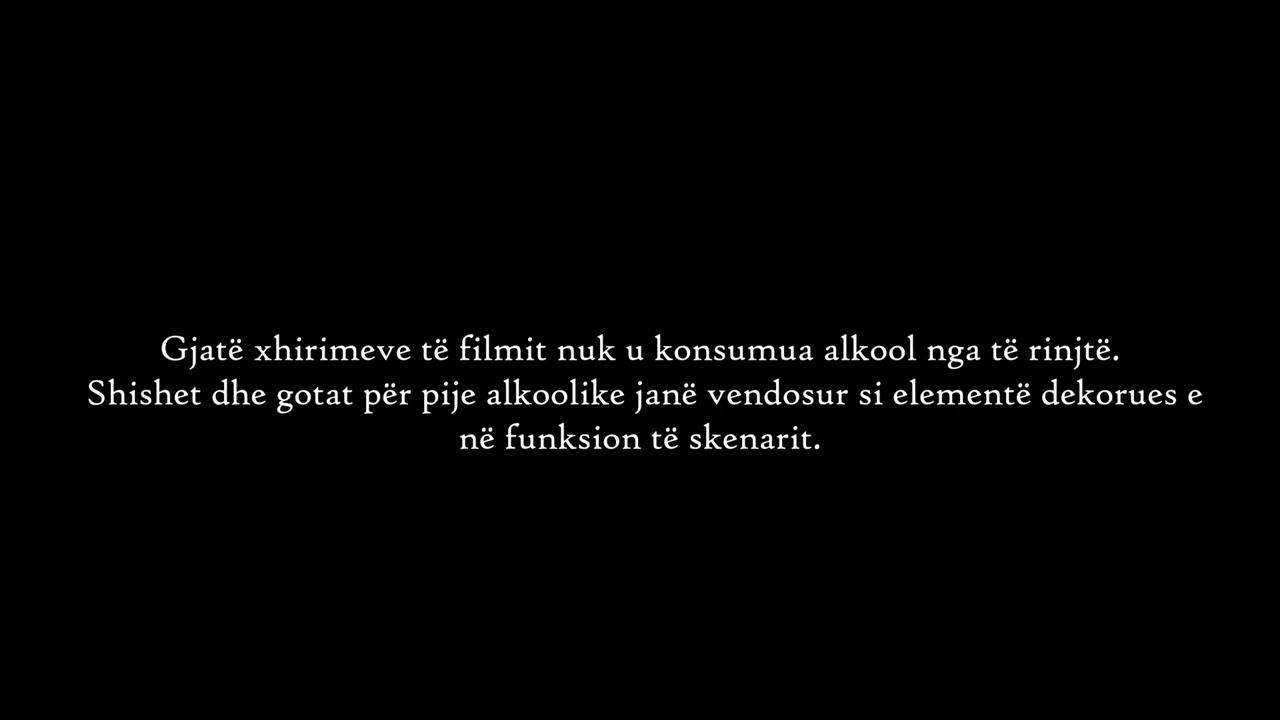 Gjatë xhirimeve të filmit nuk u konsumua alkool nga të rinjtë.
Shishet dhe gotat për pije alkoolike janë vendosur si elementë dekorues e
në funksion të skenarit.